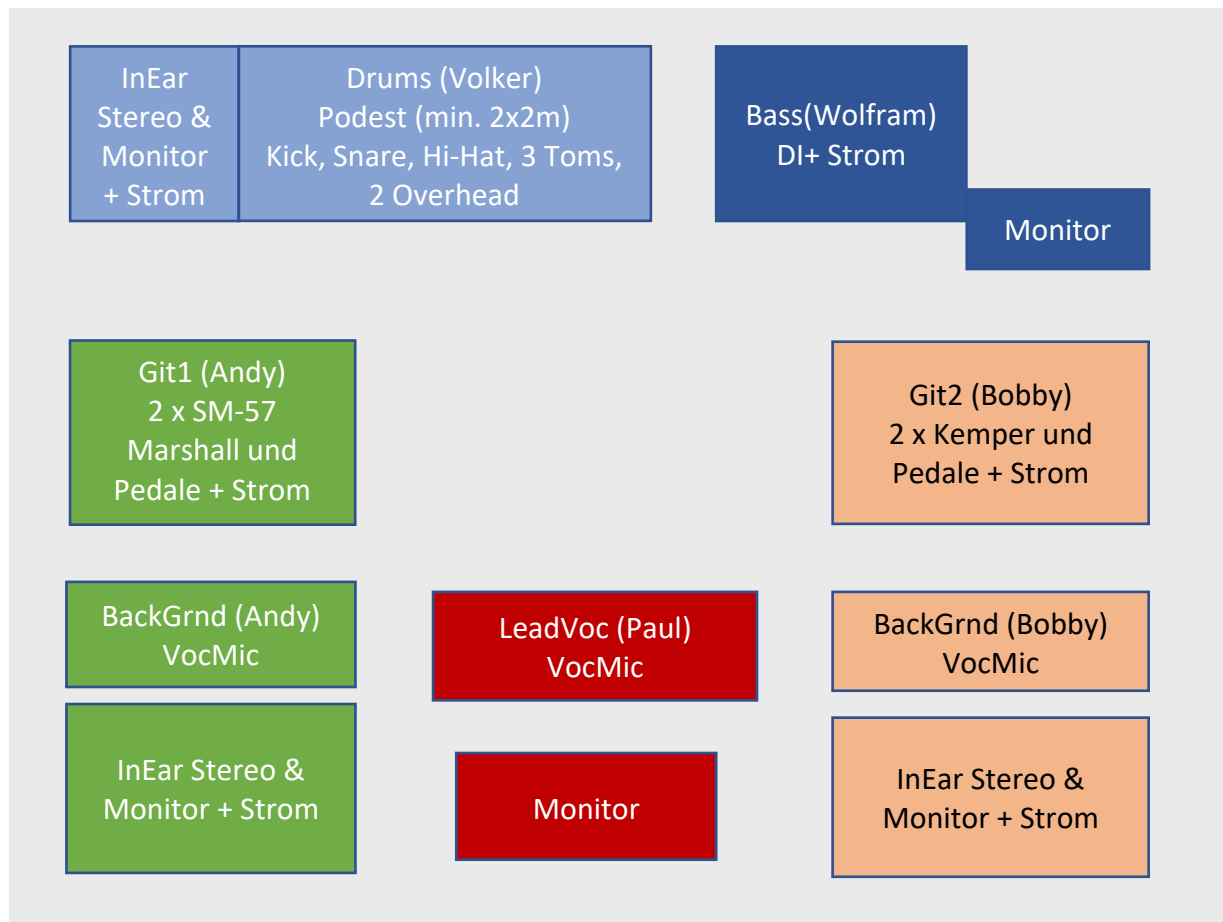 InEar
Stereo &
Monitor
+ Strom
Drums (Volker)
Podest (min. 2x2m)
Kick, Snare, Hi-Hat, 3 Toms,
2 Overhead
Bass(Wolfram)
DI+ Strom
Monitor
Git1 (Andy)
2 x SM-57
Marshall und
Pedale + Strom
Git2 (Bobby)
2 x Kemper und
Pedale + Strom
BackGrnd (Andy)
VocMic
LeadVoc (Paul)
VocMic
BackGrnd (Bobby)
VocMic
InEar Stereo &
Monitor + Strom
Monitor
InEar Stereo &
Monitor + Strom